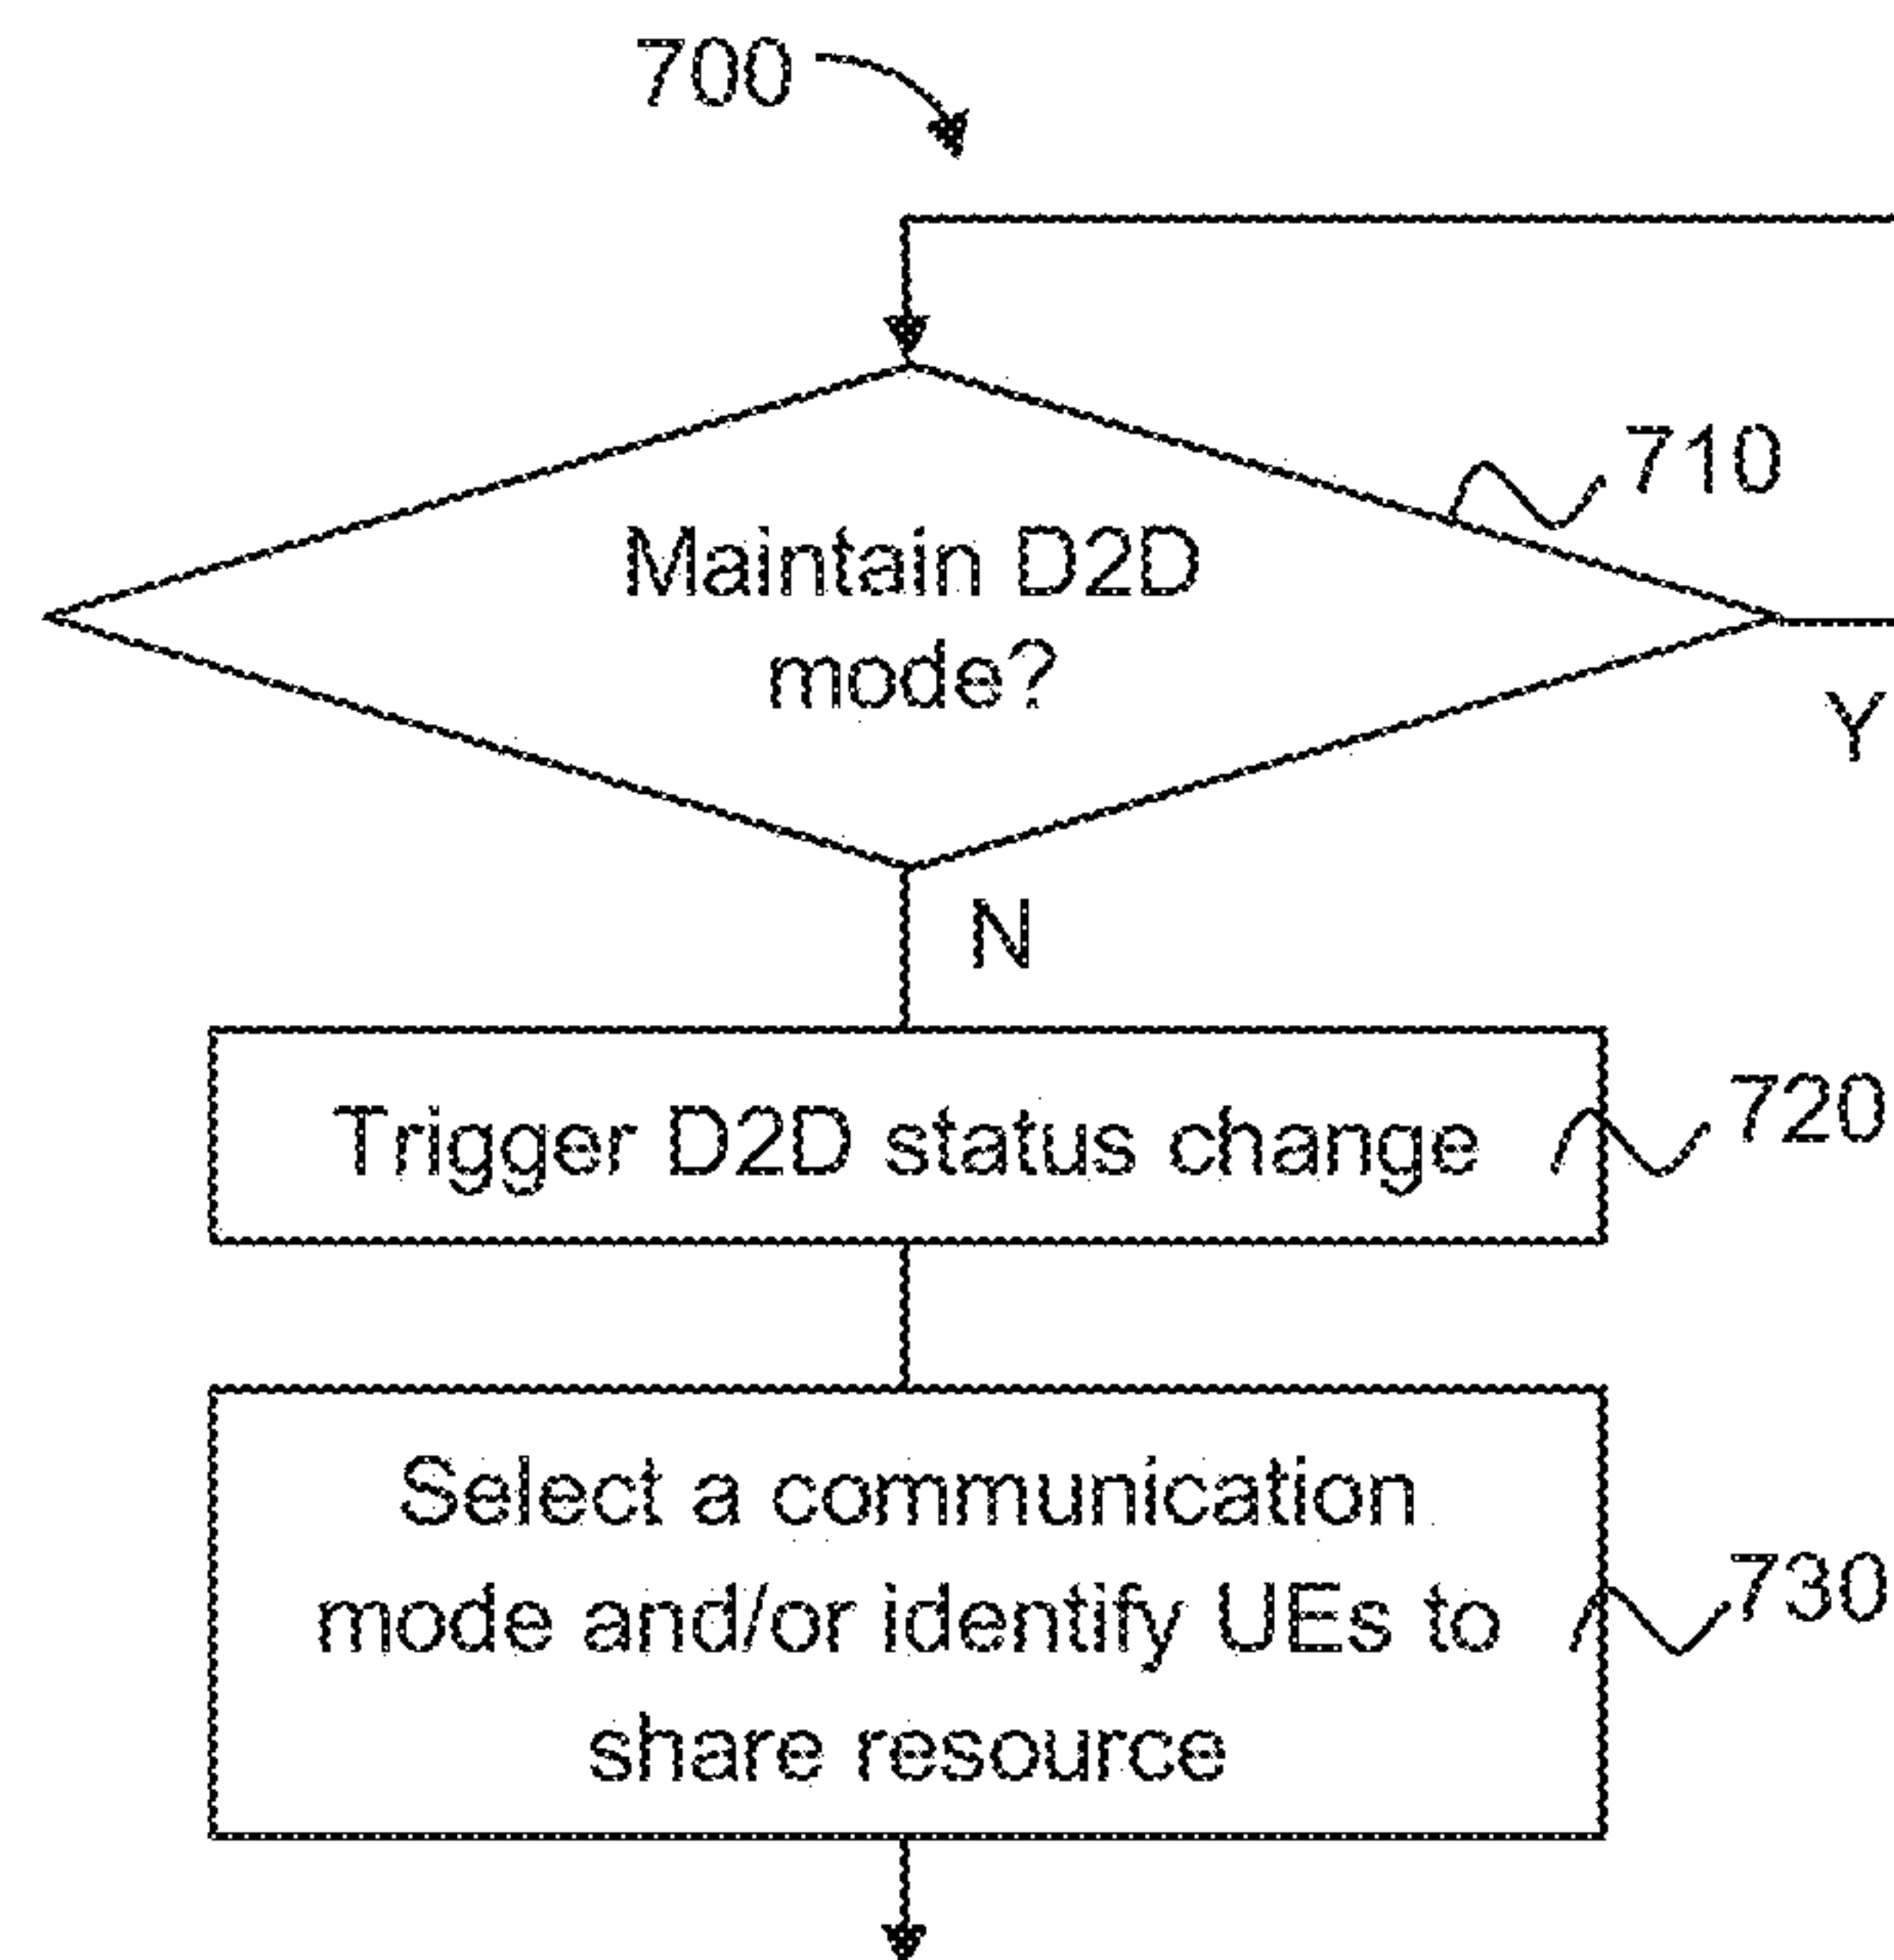 700
710
Maintain D2D
mode?
Y
N
Trigger D2D status change
720
Select a communication
mode and/or identify UEs to
share resource
730